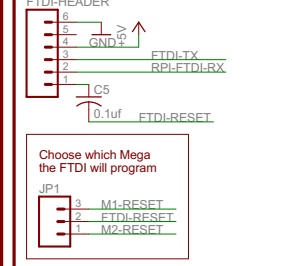 FTDI-HEADER
6
5
4
3
2
1
GND
+5V
FTDI-TX
RPI-FTDI-RX
C5
0.1uf
FTDI-RESET
Choose which Mega
the FTDI will program
JP1
3 M1-RESET
2 FTDI-RESET
1 M2-RESET